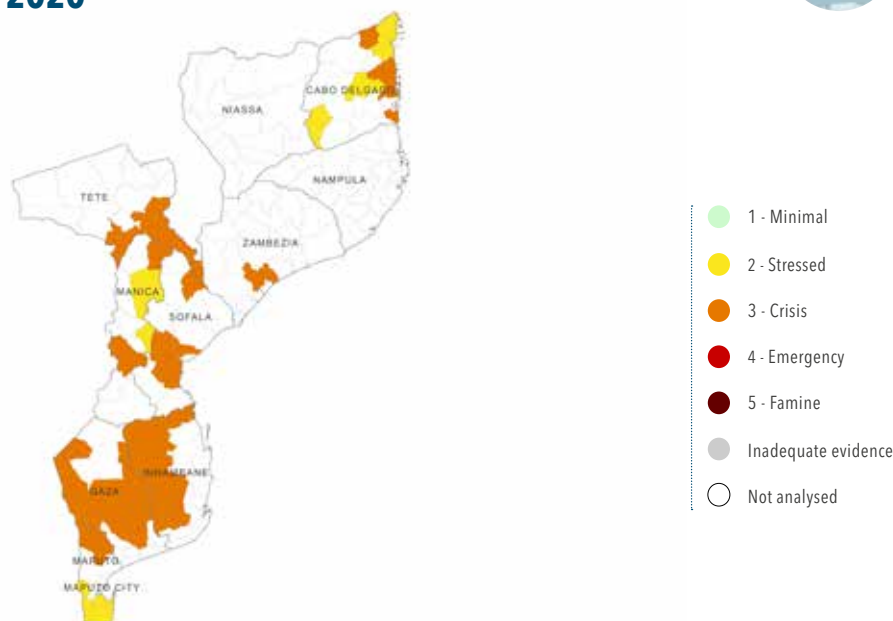 2020
CABO DELGADO
NIASSA
NAMPULA
TETE
ZAMBEZIA
MANICA
SOFALA
INHAMBANE
GAZA
MAPUTO
MAPUTO CITY
1 - Minimal
2 - Stressed
3 - Crisis
4 - Emergency
5 - Famine
Inadequate evidence
Not analysed